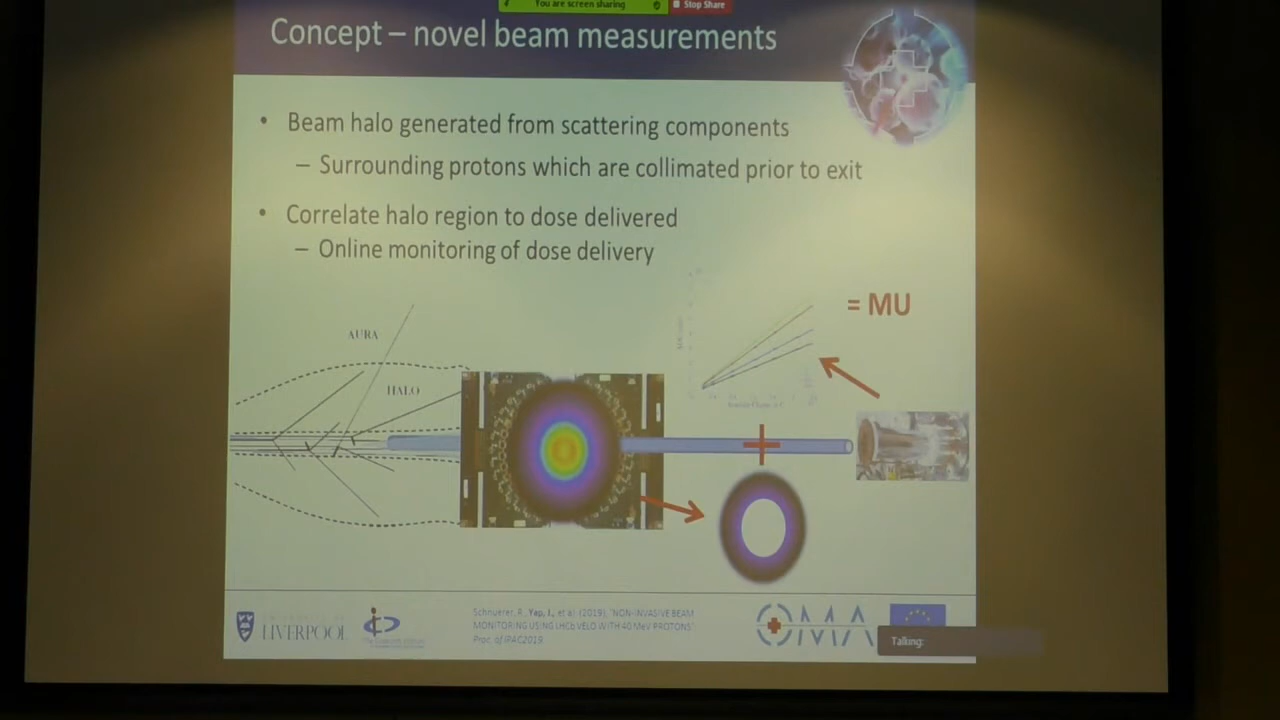 You are screen sharing
Stop Share
Concept – novel beam measurements
• Beam halo generated from scattering components
– Surrounding protons which are collimated prior to exit
• Correlate halo region to dose delivered
– Online monitoring of dose delivery
= MU
AURA
HALO
LIVERPOOL
Schnuerer, R., Yap, J., et al. (2019). 'NON-INVASIVE BEAM
MONITORING USING LHCb VELO WITH 40 MeV PROTONS'
Proc. of IPAC2019.
OMA
Talking: